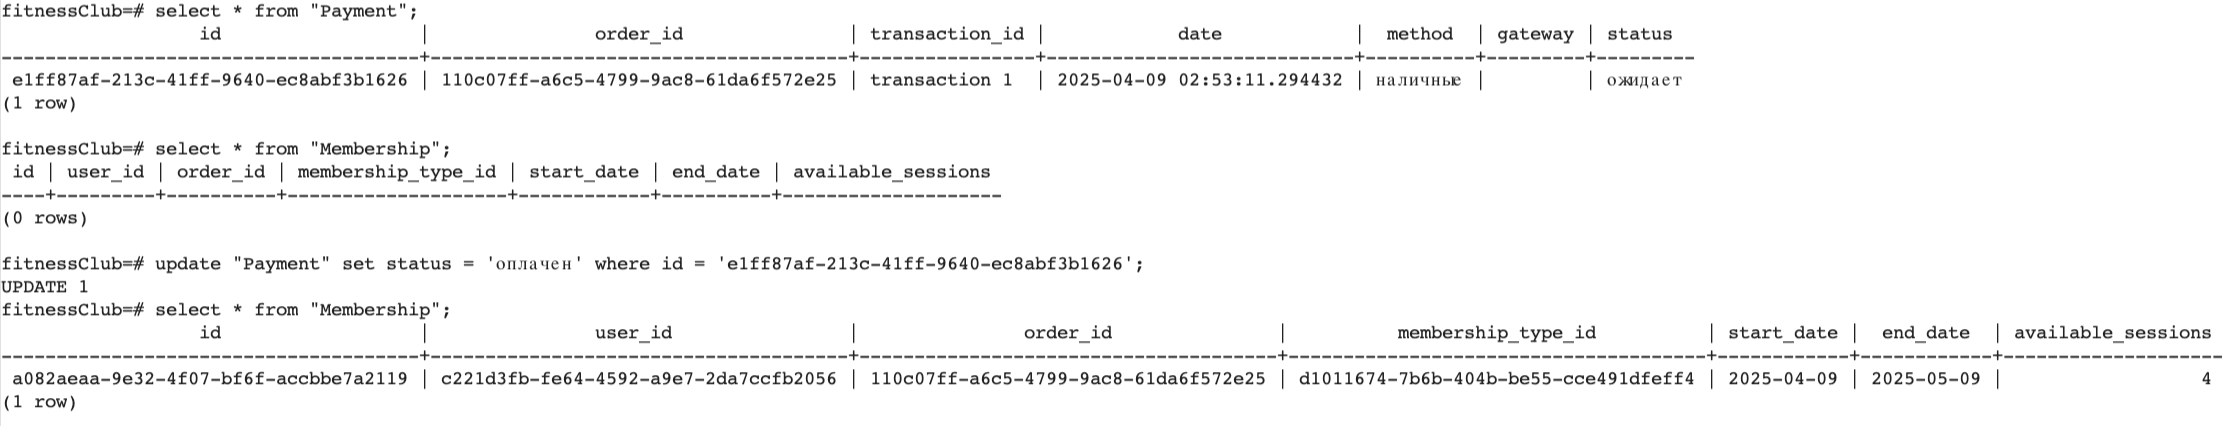 fitnessClub=# select * from "Payment";
id | order_id | transaction_id | date | method | gateway | status
--------------------------------------+--------------------------------------+----------------+----------------------------+----------+---------+---------
e1ff87af-213c-41ff-9640-ec8abf3b1626 | 110c07ff-a6c5-4799-9ac8-61da6f572e25 | transaction 1 | 2025-04-09 02:53:11.294432 | наличные | | ожидает
(1 row)
fitnessClub=# select * from "Membership";
id | user_id | order_id | membership_type_id | start_date | end_date | available_sessions
----+---------+----------+--------------------+------------+----------+--------------------
(0 rows)
fitnessClub=# update "Payment" set status = 'оплачен' where id = 'e1ff87af-213c-41ff-9640-ec8abf3b1626';
UPDATE 1
fitnessClub=# select * from "Membership";
id | user_id | order_id | membership_type_id | start_date | end_date | available_sessions
--------------------------------------+--------------------------------------+--------------------------------------+--------------------------------------+------------+------------+--------------------
a082aeaa-9e32-4f07-bf6f-accbbe7a2119 | c221d3fb-fe64-4592-a9e7-2da7ccfb2056 | 110c07ff-a6c5-4799-9ac8-61da6f572e25 | d1011674-7b6b-404b-be55-cce491dfeff4 | 2025-04-09 | 2025-05-09 | 4
(1 row)